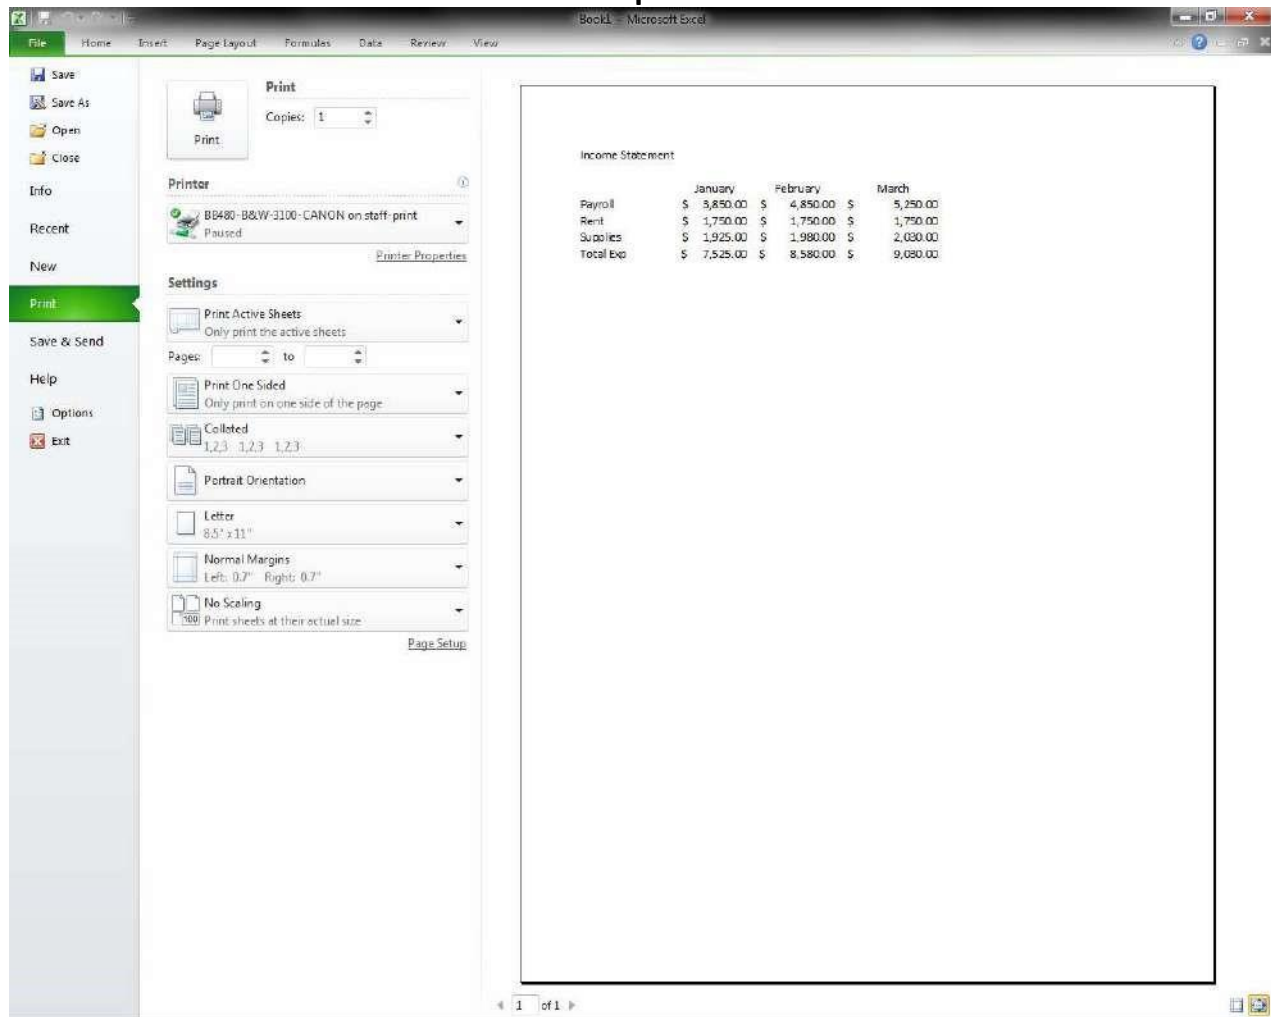 Book1 - Microsoft Excel
File Home Insert Page Layout Formulas Data Review View
Save
Save As
Open
Close
Info
Recent
New
Print
Save & Send
Help
Options
Exit
Print
Print
Copies: 1
Printer
BB480-B&W-3100-CANON on staff-print
Paused
Printer Properties
Settings
Print Active Sheets
Only print the active sheets
Pages: to
Print One Sided
Only print on one side of the page
Collated
1,2,3 1,2,3 1,2,3
Portrait Orientation
Letter
8.5" x 11"
Normal Margins
Left: 0.7" Right: 0.7"
No Scaling
100 Print sheets at their actual size
Page Setup
Income Statement
January February March
Payroll $ 3,850.00 $ 4,850.00 $ 5,250.00
Rent $ 1,750.00 $ 1,750.00 $ 1,750.00
Supplies $ 1,925.00 $ 1,980.00 $ 2,030.00
Total Exp $ 7,525.00 $ 8,580.00 $ 9,030.00
1 of 1